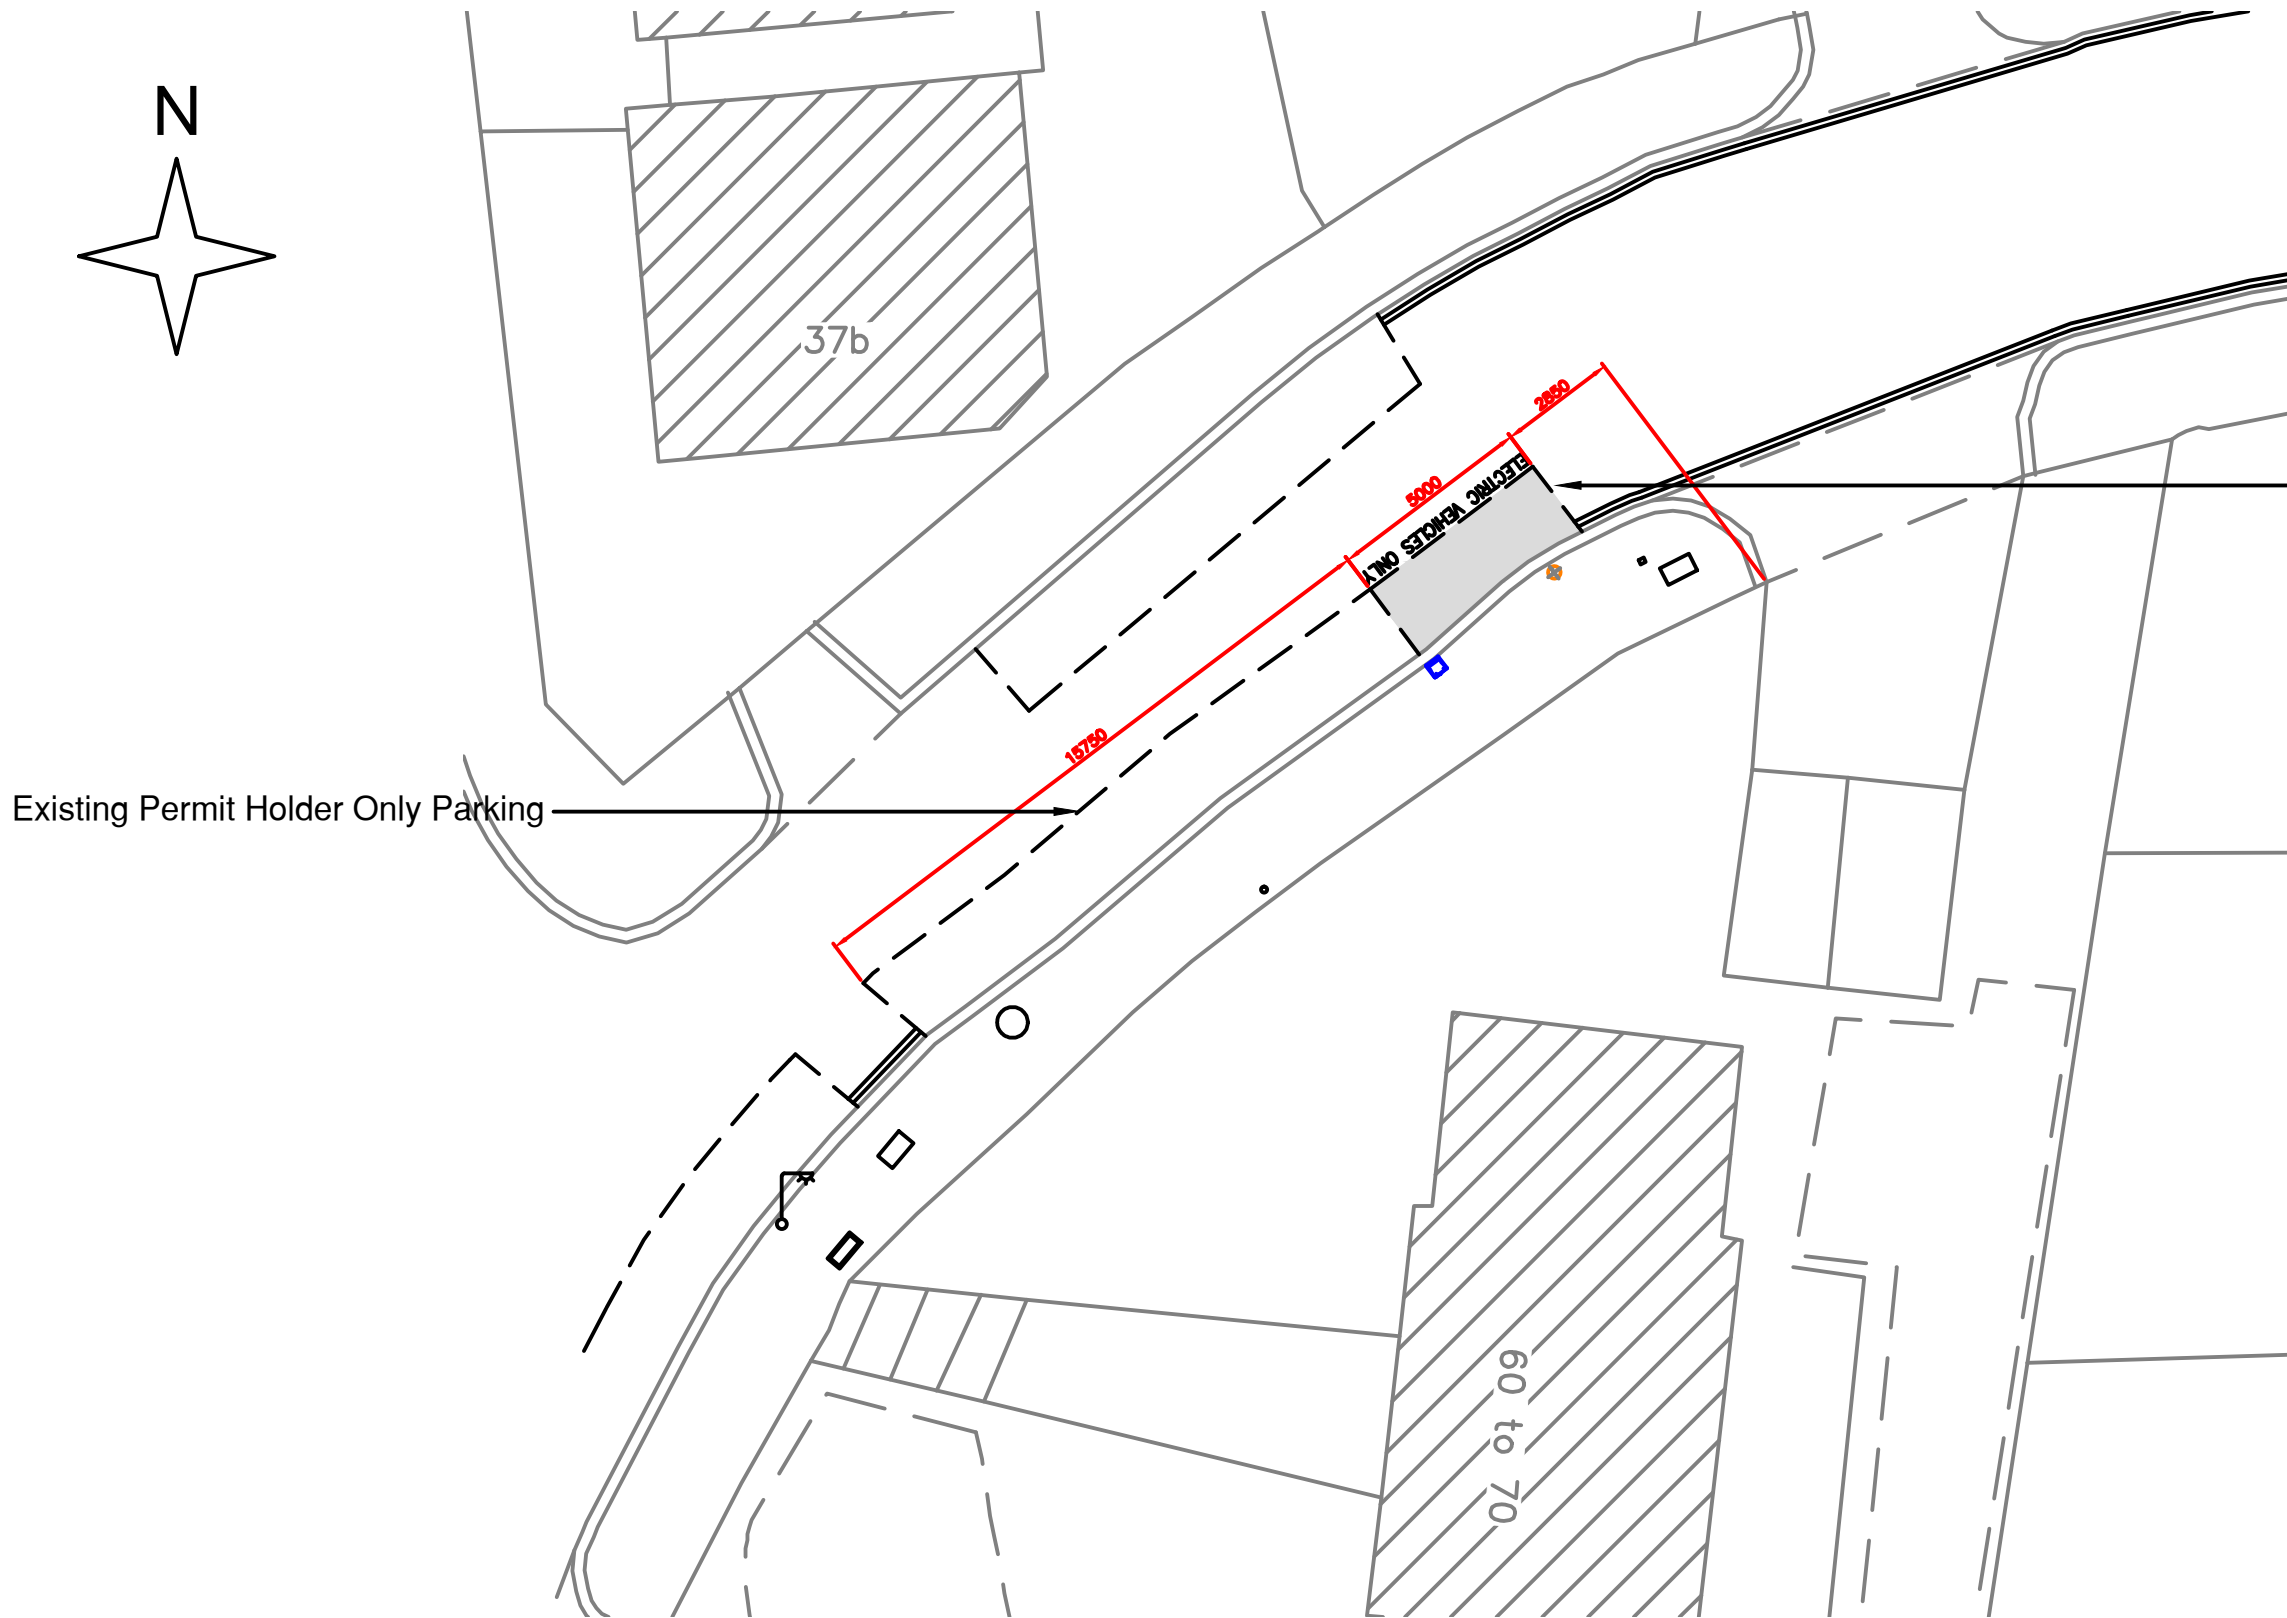 N
37b
2850
5000
ELECTRIC VEHICLES ONLY
15750
Existing Permit Holder Only Parking
60 to 70